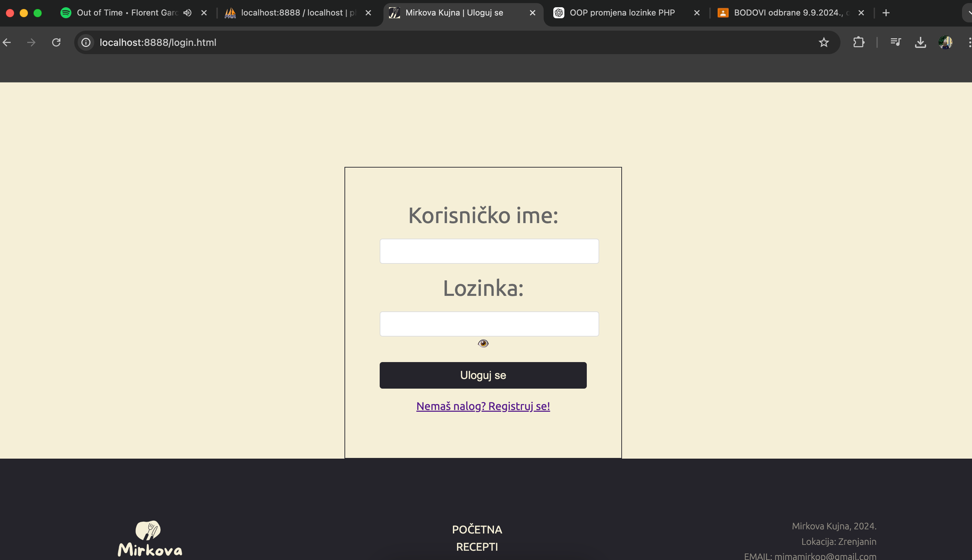 Out of Time • Florent Garc
localhost:8888 / localhost | p
Mirkova Kujna | Uloguj se
OOP promjena lozinke PHP
BODOVI odbrane 9.9.2024.,
localhost:8888/login.html
Korisničko ime:
Lozinka:
Uloguj se
Nemaš nalog? Registruj se!
Mirkova
POČETNA
RECEPTI
Mirkova Kujna, 2024.
Lokacija: Zrenjanin
EMAIL: mimamirkop@gmail.com